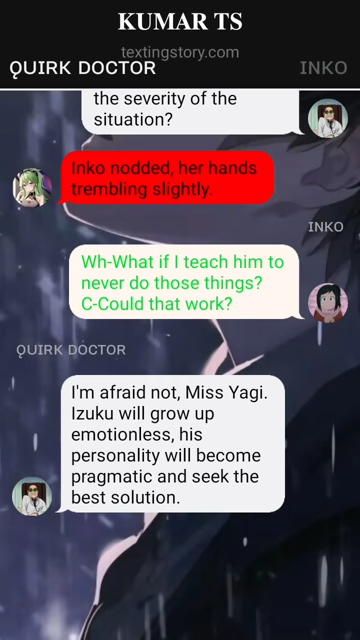 KUMAR TS
textingstory.com
QUIRK DOCTOR
INKO
the severity of the
situation?
Inko nodded, her hands
trembling slightly.
INKO
Wh-What if I teach him to
never do those things?
C-Could that work?
QUIRK DOCTOR
I'm afraid not, Miss Yagi.
Izuku will grow up
emotionless, his
personality will become
pragmatic and seek the
best solution.